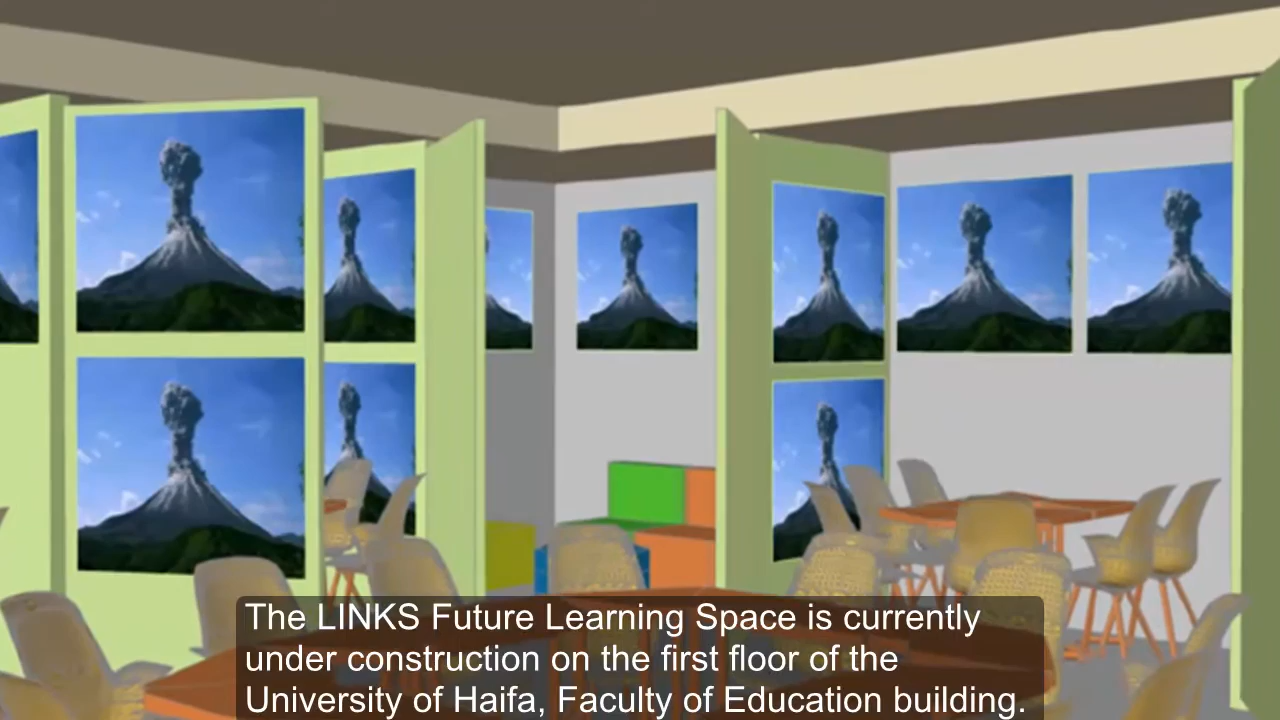 The LINKS Future Learning Space is currently
under construction on the first floor of the
University of Haifa, Faculty of Education building.